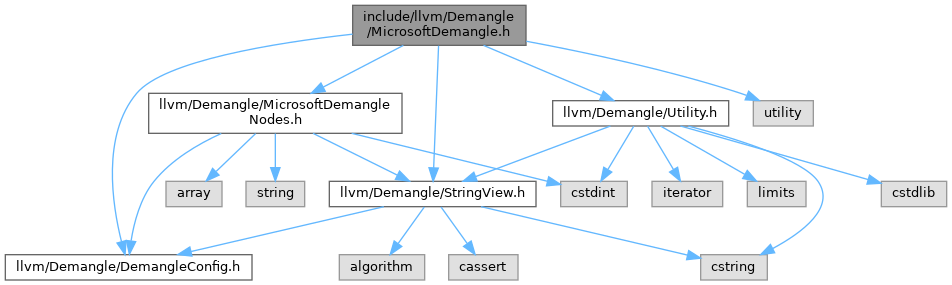 include/llvm/Demangle
/MicrosoftDemangle.h
llvm/Demangle/MicrosoftDemangle
Nodes.h
llvm/Demangle/Utility.h
utility
array
string
llvm/Demangle/StringView.h
cstdint
iterator
limits
cstdlib
llvm/Demangle/DemangleConfig.h
algorithm
cassert
cstring